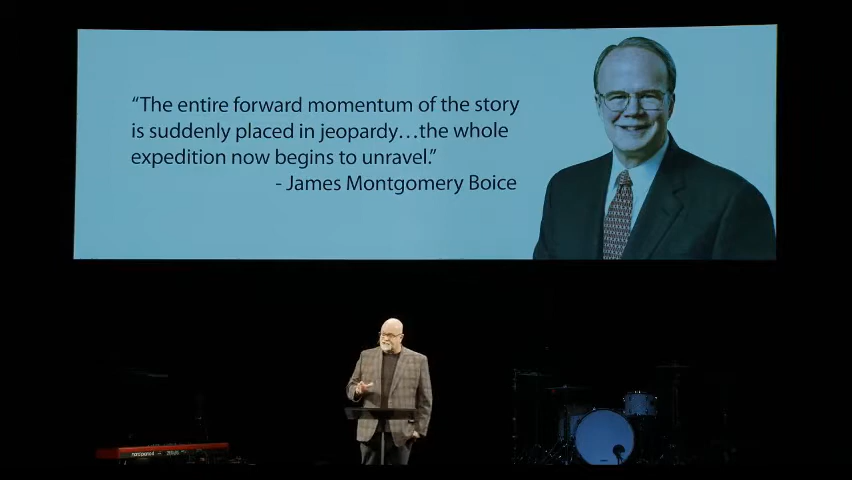 “The entire forward momentum of the story
is suddenly placed in jeopardy…the whole
expedition now begins to unravel.”
- James Montgomery Boice